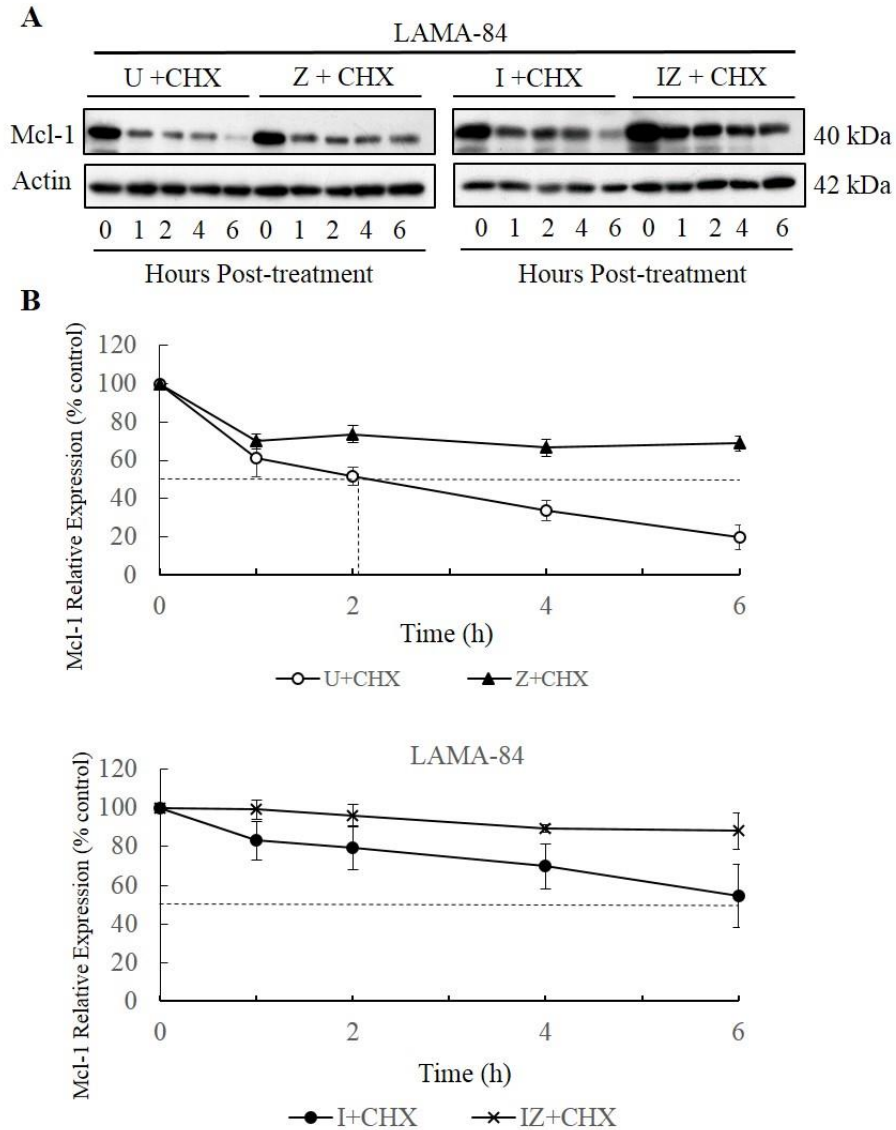 A
LAMA-84
U +CHX Z + CHX I +CHX IZ + CHX
Mcl-1 40 kDa
Actin 42 kDa
0 1 2 4 6 0 1 2 4 6 0 1 2 4 6 0 1 2 4 6
Hours Post-treatment Hours Post-treatment
B
Mcl-1 Relative Expression (% control)
120
100
80
60
40
20
0
0 2 4 6
Time (h)
U+CHX Z+CHX
LAMA-84
Mcl-1 Relative Expression (% control)
120
100
80
60
40
20
0
0 2 4 6
Time (h)
I+CHX IZ+CHX